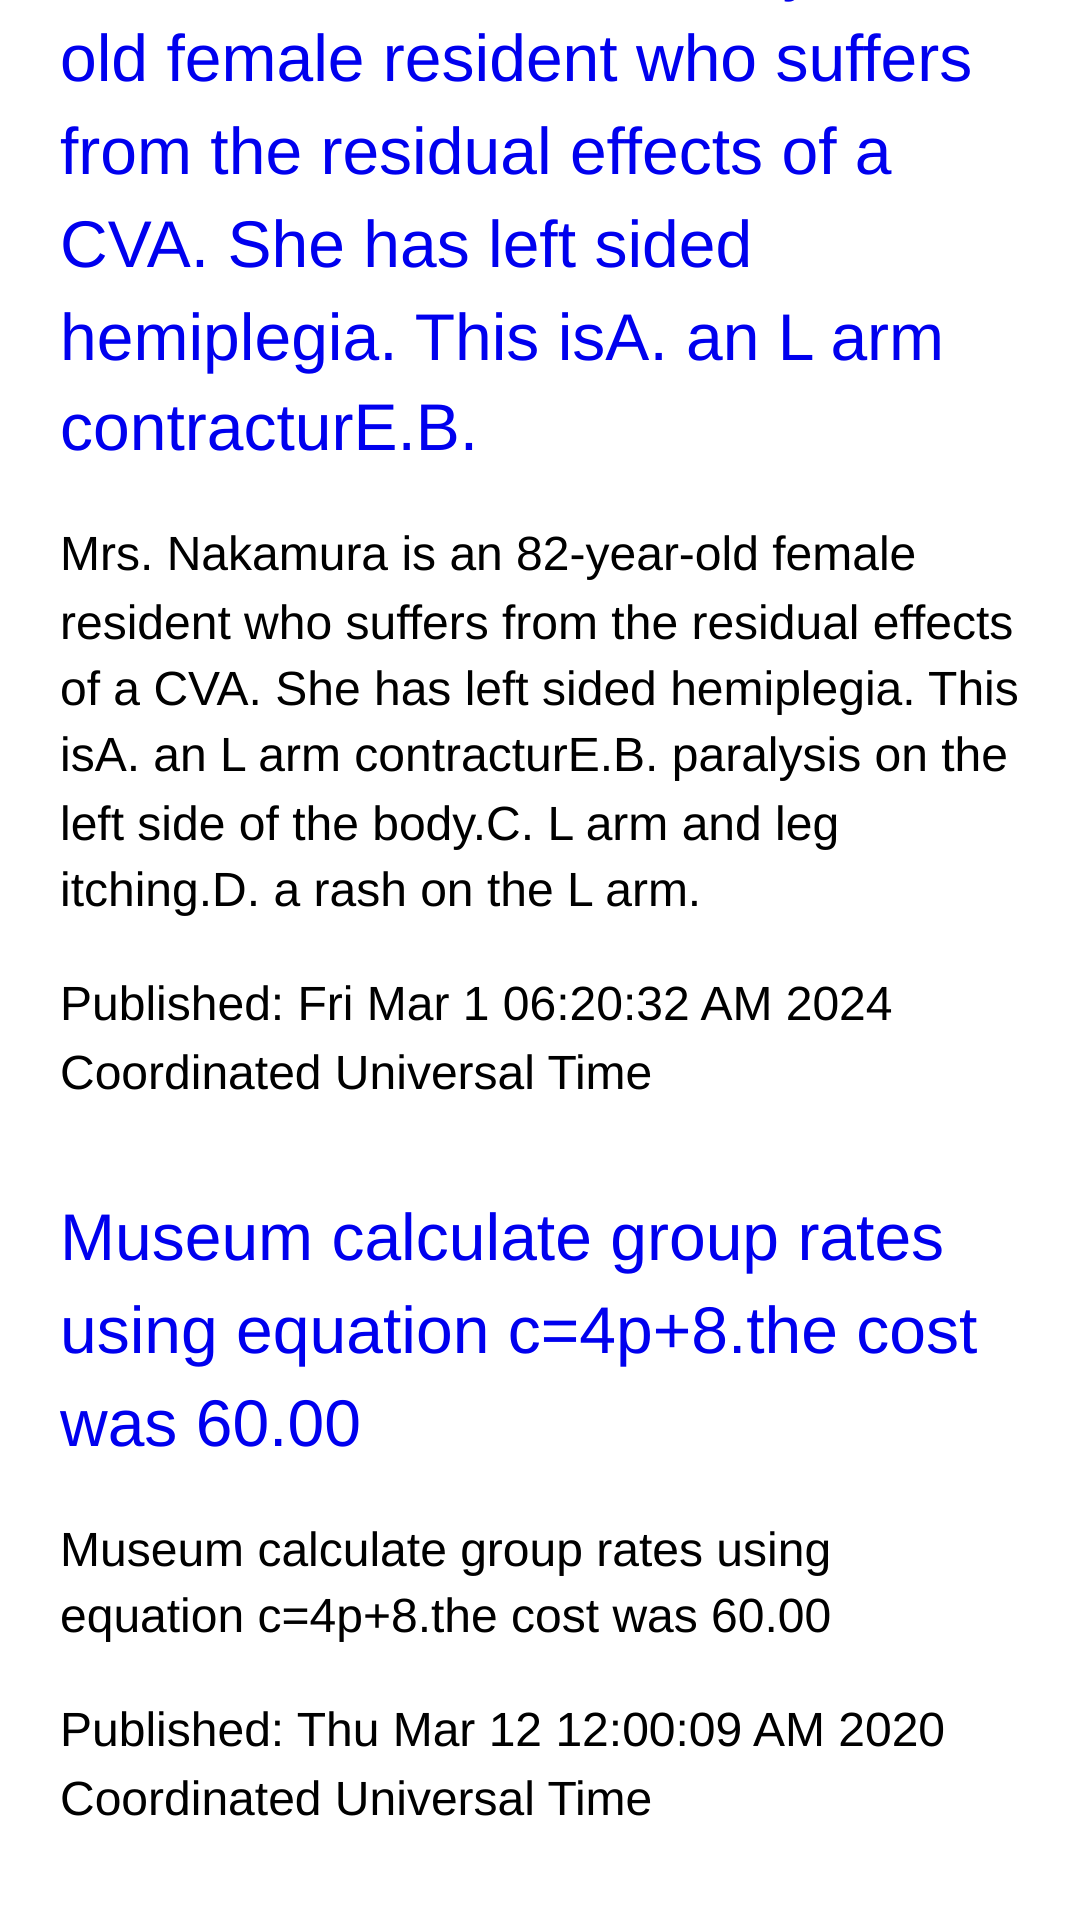 old female resident who suffers
from the residual effects of a
CVA. She has left sided
hemiplegia. This isA. an L arm
contracturE.B.
Mrs. Nakamura is an 82-year-old female
resident who suffers from the residual effects
of a CVA. She has left sided hemiplegia. This
isA. an L arm contracturE.B. paralysis on the
left side of the body.C. L arm and leg
itching.D. a rash on the L arm.
Published: Fri Mar 1 06:20:32 AM 2024
Coordinated Universal Time
Museum calculate group rates
using equation c=4p+8.the cost
was 60.00
Museum calculate group rates using
equation c=4p+8.the cost was 60.00
Published: Thu Mar 12 12:00:09 AM 2020
Coordinated Universal Time